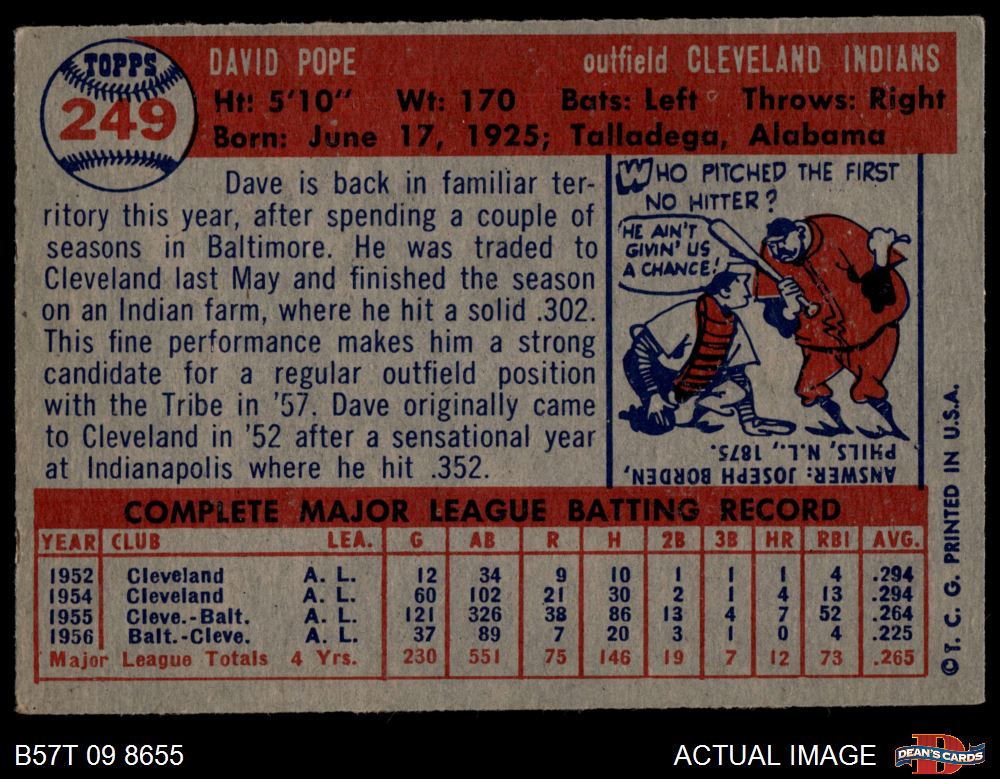 TOPPS
249
DAVID POPE outfield CLEVELAND INDIANS
Ht: 5'10" Wt: 170 Bats: Left Throws: Right
Born: June 17, 1925; Talladega, Alabama
Dave is back in familiar ter-
ritory this year, after spending a couple of
seasons in Baltimore. He was traded to
Cleveland last May and finished the season
on an Indian farm, where he hit a solid .302.
This fine performance makes him a strong
candidate for a regular outfield position
with the Tribe in '57. Dave originally came
to Cleveland in '52 after a sensational year
at Indianapolis where he hit .352.
WHO PITCHED THE FIRST
NO HITTER?
HE AIN'T
GIVIN' US
A CHANCE!
ANSWER: JOSEPH BORDEN,
PHILS, N.L., 1875.
COMPLETE MAJOR LEAGUE BATTING RECORD
YEAR CLUB LEA. G AB R H 2B 3B HR RBI AVG.
1952 Cleveland A. L. 12 34 9 10 1 1 1 4 .294
1954 Cleveland A. L. 60 102 21 30 2 1 4 13 .294
1955 Cleve.-Balt. A. L. 121 326 38 86 13 4 7 52 .264
1956 Balt.-Cleve. A. L. 37 89 7 20 3 1 0 4 .225
Major League Totals 4 Yrs. 230 551 75 146 19 7 12 73 .265
© T. C. G. PRINTED IN U.S.A.
B57T 09 8655 ACTUAL IMAGE DEAN'S CARDS